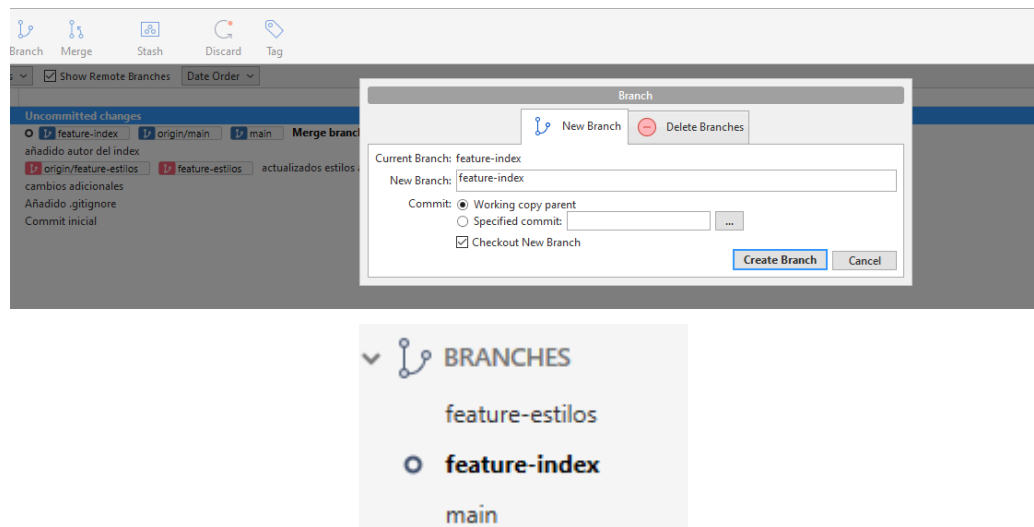 Branch Merge Stash Discard Tag
Show Remote Branches Date Order
Branch
New Branch Delete Branches
Uncommitted changes
feature-index origin/main main Merge branc
añadido autor del index
origin/feature-estilos feature-estilos actualizados estilos
cambios adicionales
Añadido .gitignore
Commit inicial
Current Branch: feature-index
New Branch: feature-index
Commit: Working copy parent
Specified commit: ...
Checkout New Branch
Create Branch Cancel
BRANCHES
feature-estilos
feature-index
main